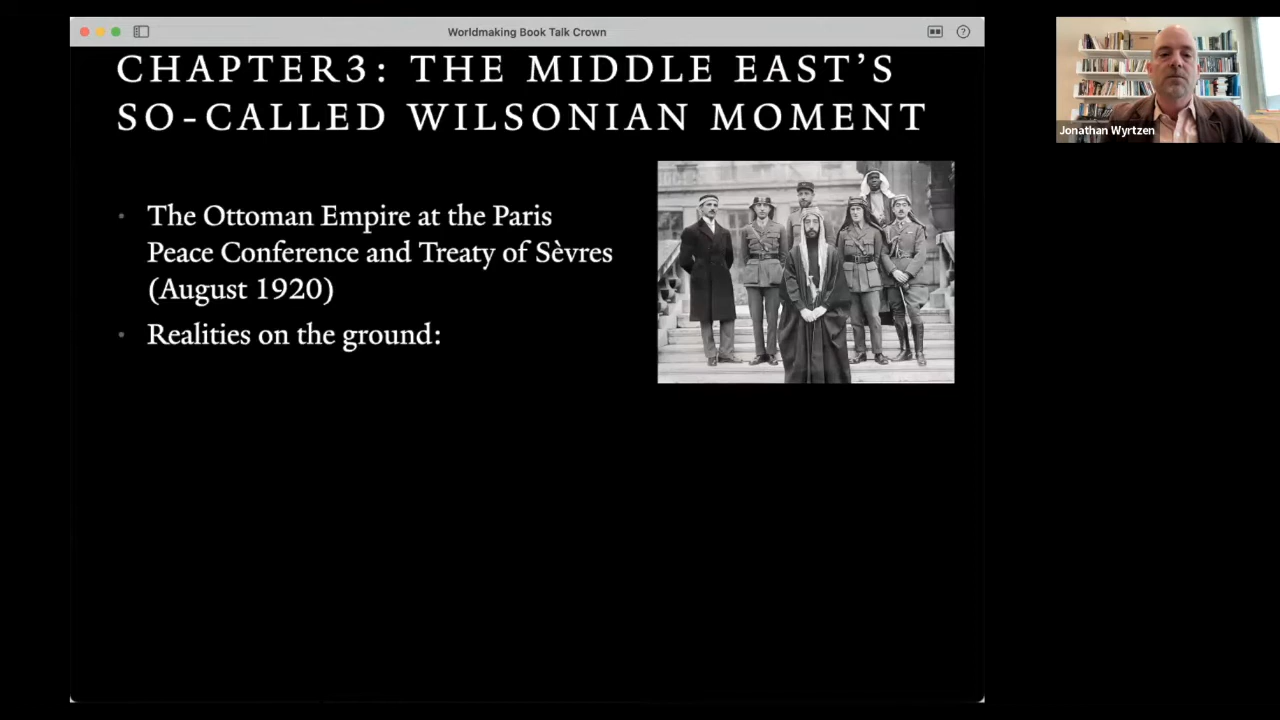 Worldmaking Book Talk Crown
CHAPTER3: THE MIDDLE EAST’S
SO-CALLED WILSONIAN MOMENT
• The Ottoman Empire at the Paris
Peace Conference and Treaty of Sèvres
(August 1920)
• Realities on the ground:
Jonathan Wyrtzen